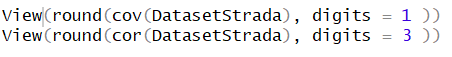 View(round(cov(DatasetStrada), digits = 1 ))
View(round(cor(DatasetStrada), digits = 3 ))